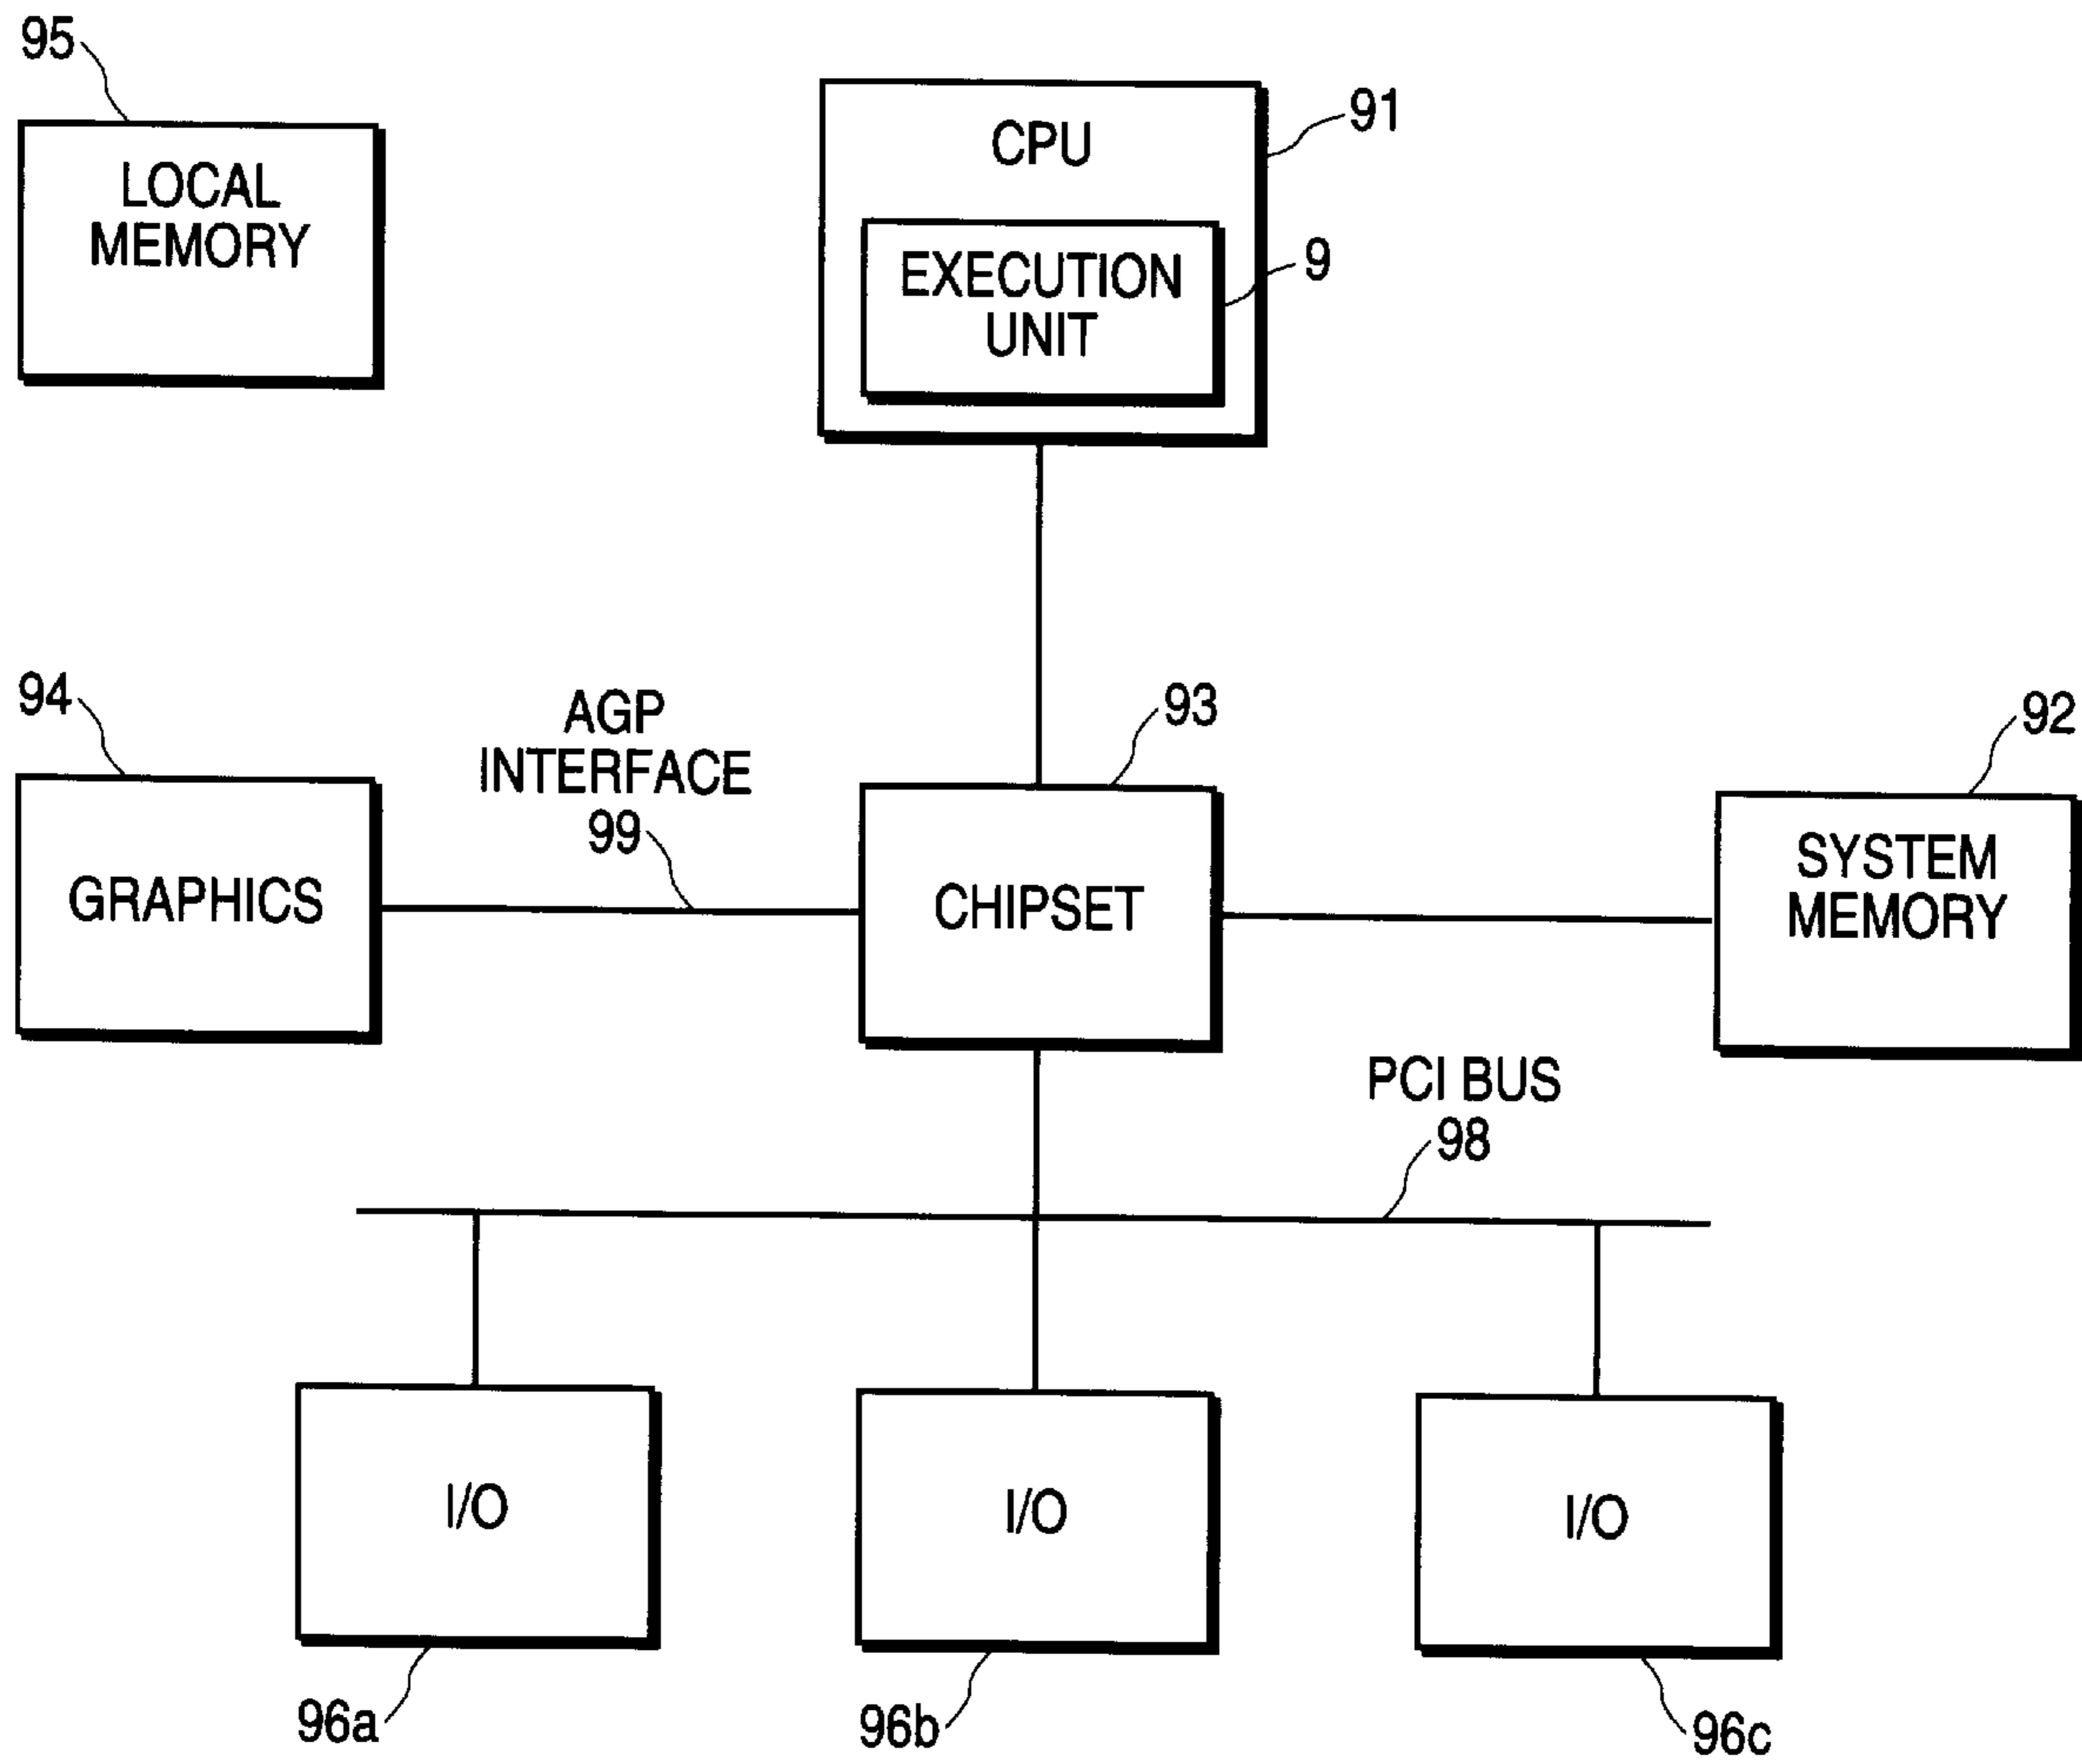 95
LOCAL
MEMORY
CPU
91
EXECUTION
UNIT
9
94
AGP
INTERFACE
99
93
92
GRAPHICS
CHIPSET
SYSTEM
MEMORY
PCI BUS
98
I/O
I/O
I/O
96a
96b
96c